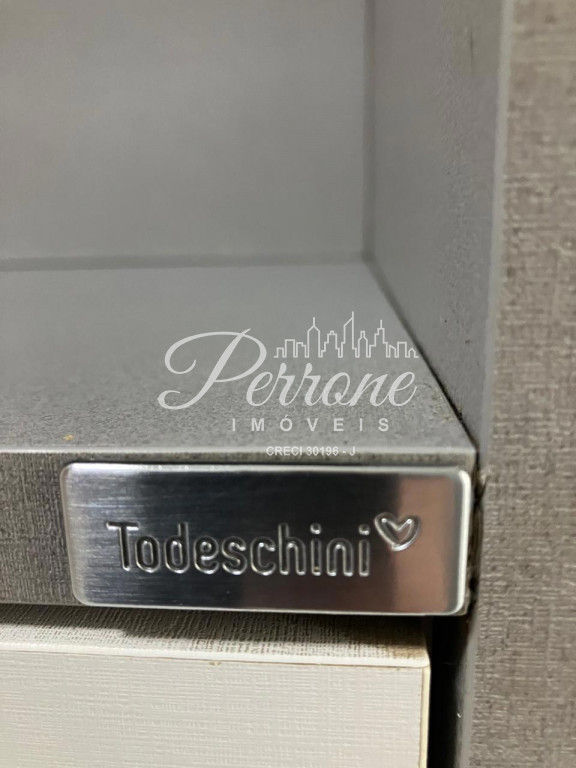 Perrone
IMÓVEIS
CRECI 30196 - J
Todeschini